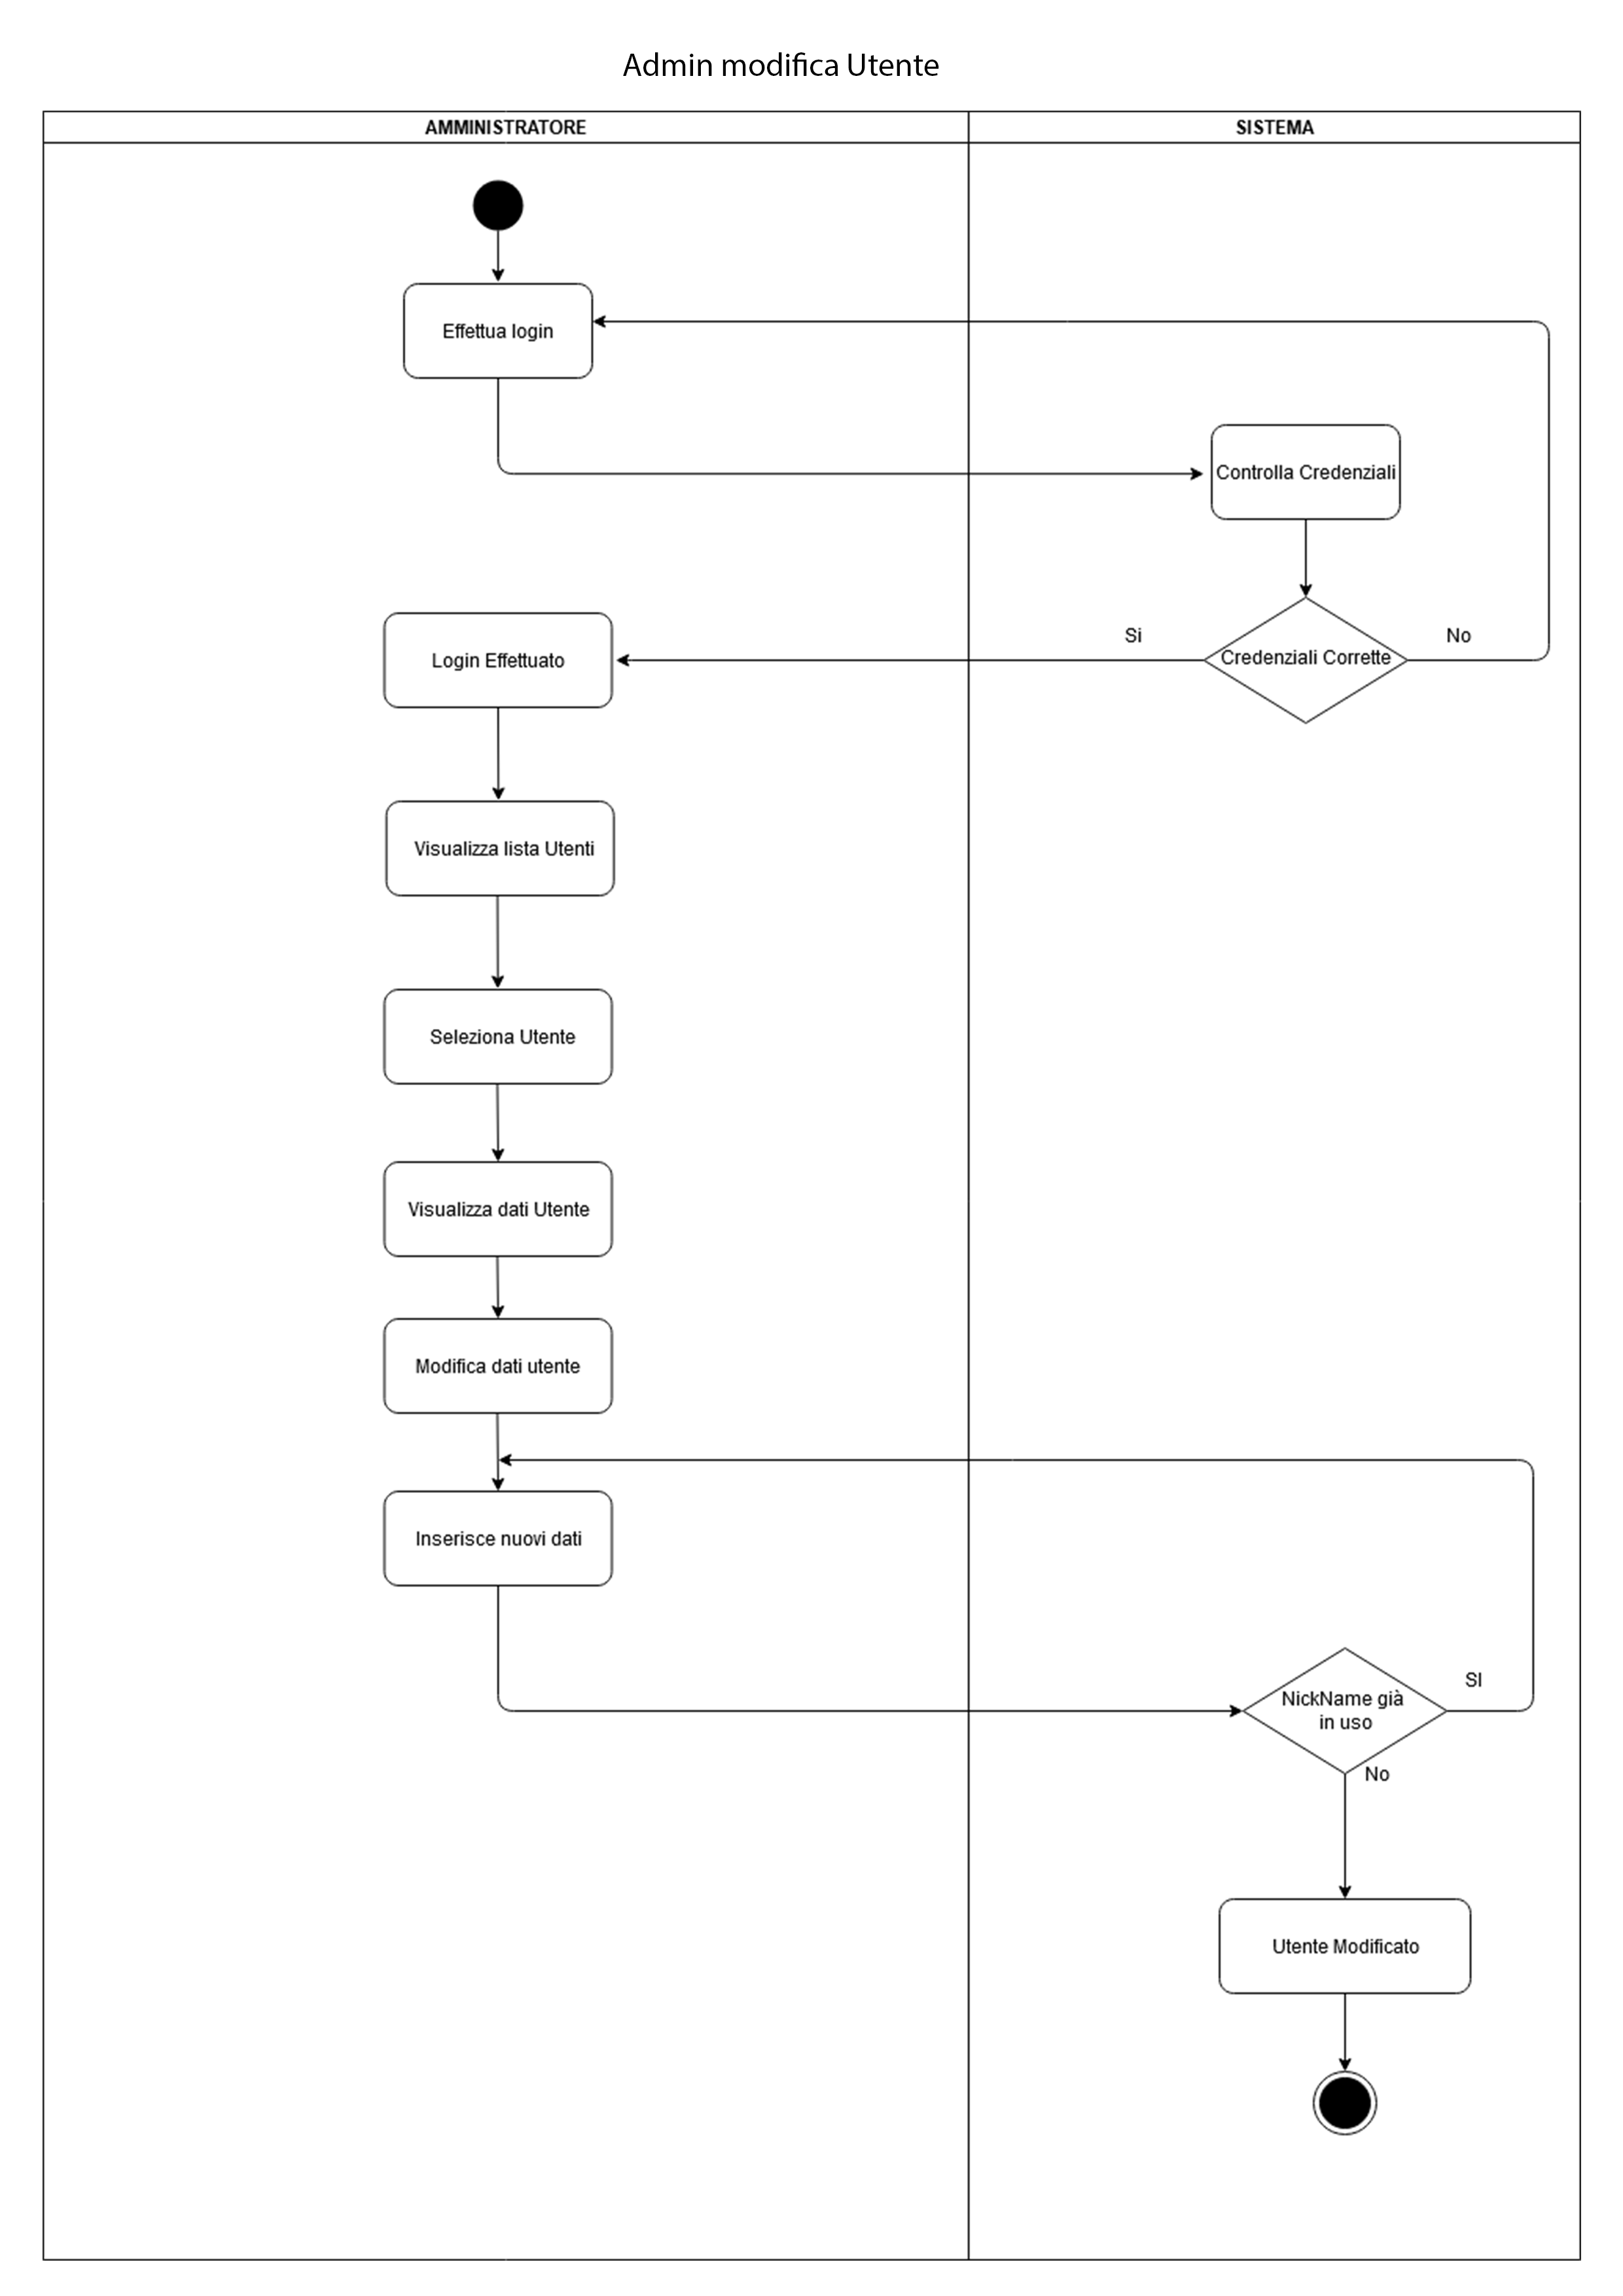 Admin modifica Utente
AMMINISTRATORE
SISTEMA
Effettua login
Controlla Credenziali
Si
No
Credenziali Corrette
Login Effettuato
Visualizza lista Utenti
Seleziona Utente
Visualizza dati Utente
Modifica dati utente
Inserisce nuovi dati
SI
NickName già
in uso
No
Utente Modificato